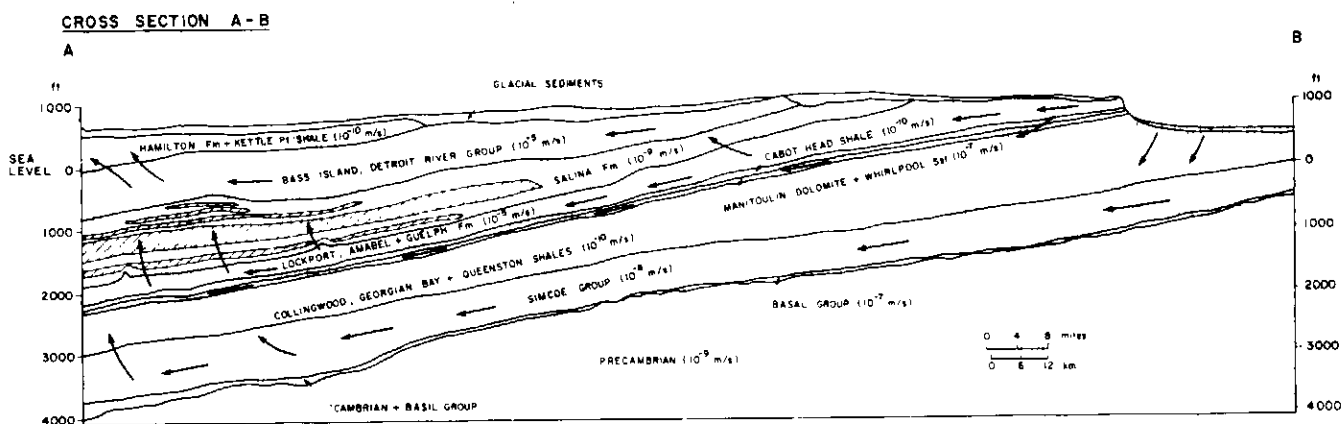 CROSS SECTION A-B
A
B
ft
ft
GLACIAL SEDIMENTS
1000
1000
HAMILTON Fm + KETTLE Pt SHALE (10⁻¹⁰ m/s)
SEA LEVEL
0
0
BASS ISLAND, DETROIT RIVER GROUP
SALINA Fm (10⁻⁹ m/s)
CABOT HEAD SHALE (10⁻¹⁰ m/s)
MANITOULIN DOLOMITE + WHIRLPOOL Sst (10⁻⁷ m/s)
1000
1000
LOCKPORT, AMABEL + GUELPH Fm
COLLINGWOOD, GEORGIAN BAY + QUEENSTON SHALES (10⁻¹⁰ m/s)
2000
2000
SIMCOE GROUP (10⁻⁸ m/s)
BASAL GROUP (10⁻⁷ m/s)
0 4 8 miles
0 6 12 km
3000
3000
PRECAMBRIAN (10⁻⁹ m/s)
CAMBRIAN + BASIL GROUP
4000
4000